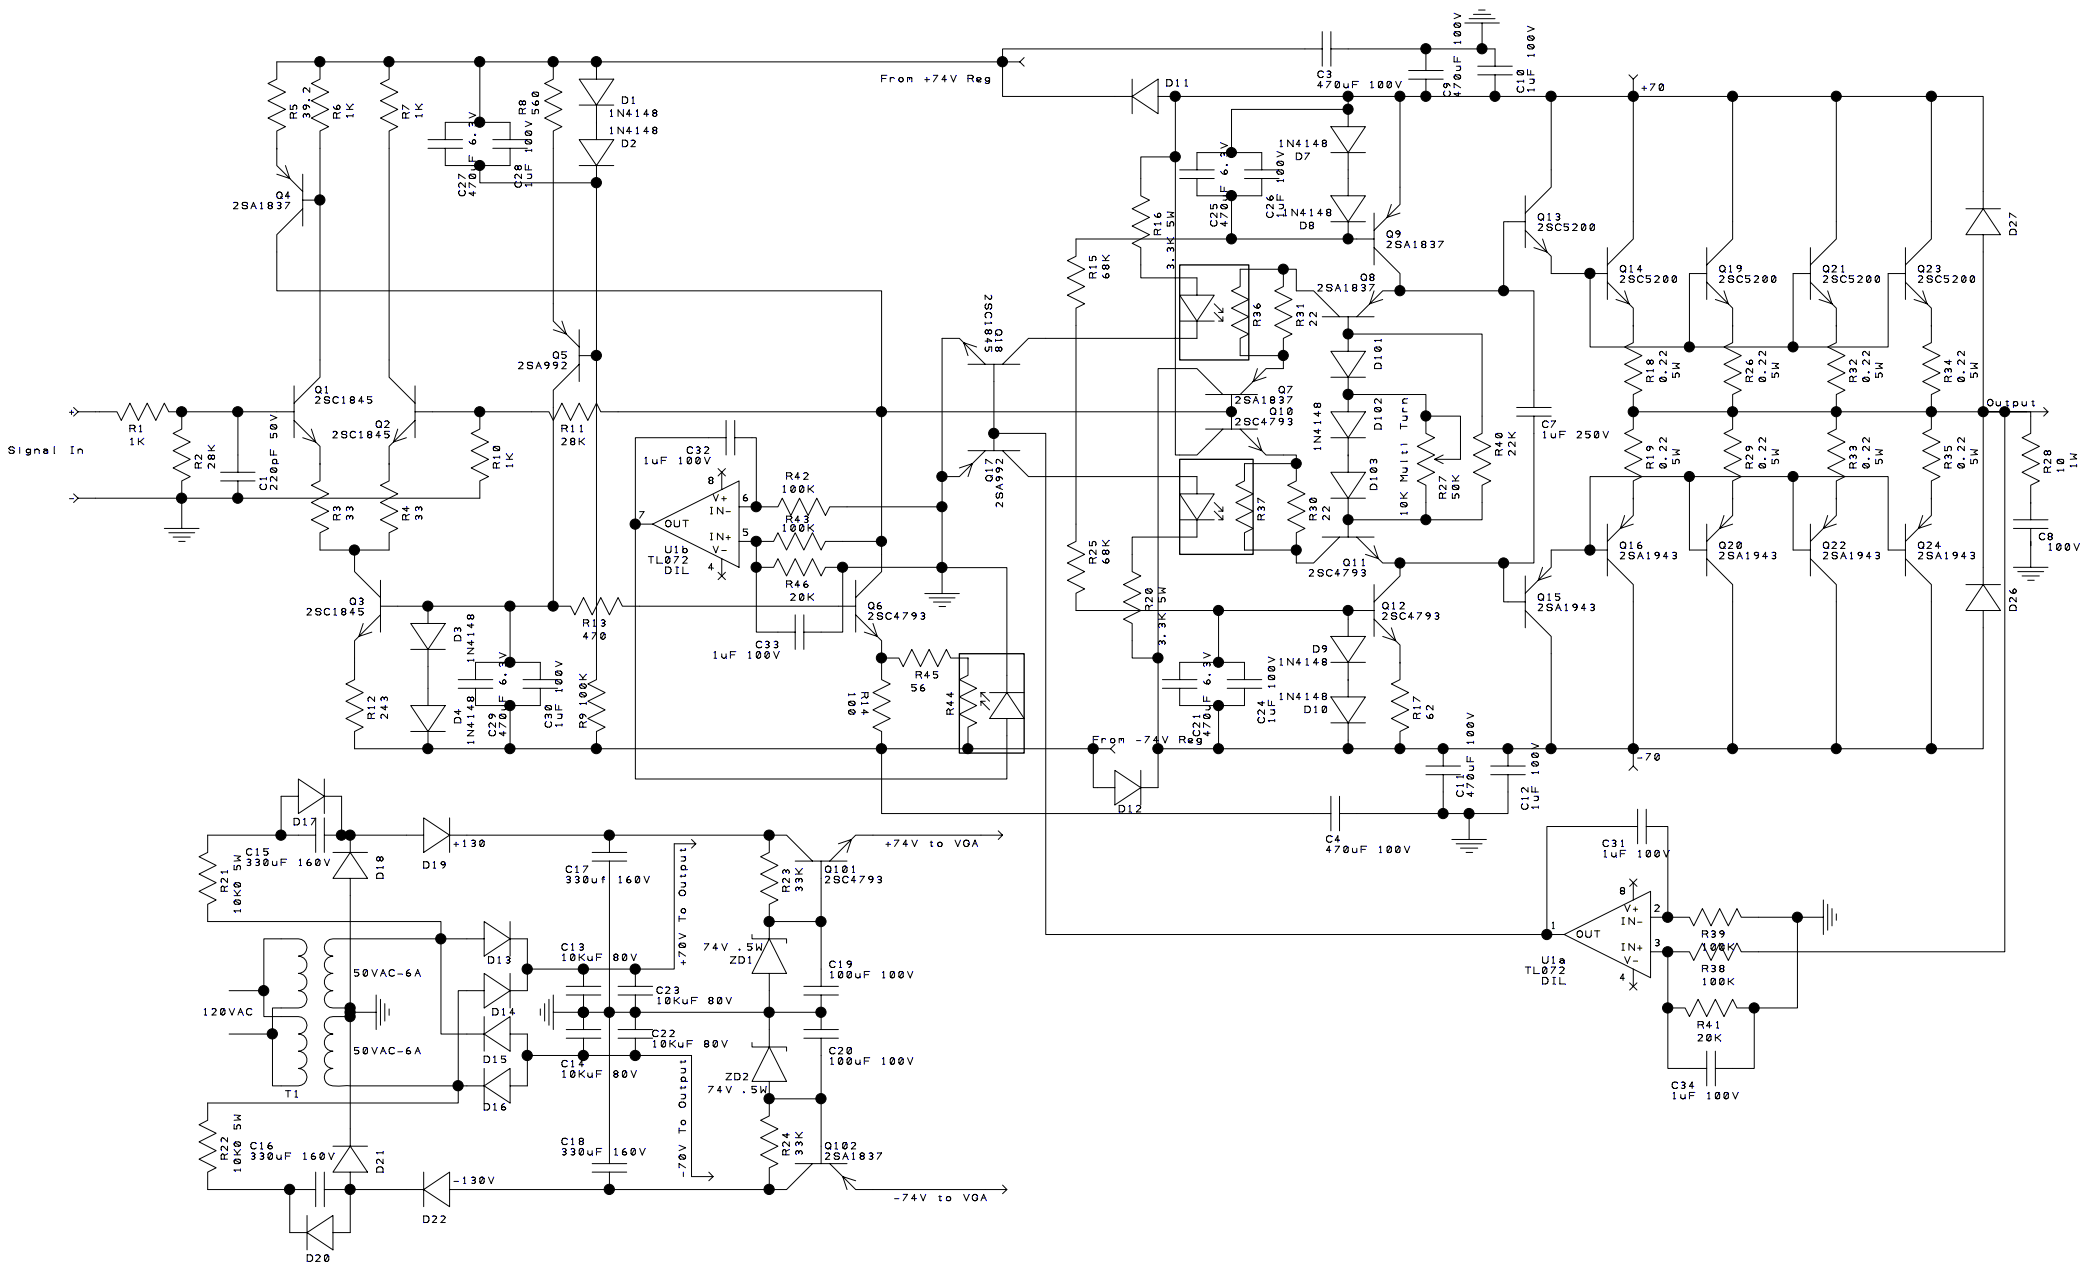 From +74V Reg
C3
470uF 100V
C9
470uF 100V
C10
1uF 100V
D11
+70
R5
39.2
R6
1K
R7
1K
C27
470uF 6.3V
C28
1uF 100V
R8
560
D1
1N4148
1N4148
D2
Q4
2SA1837
R16
3.3K 5W
C25
470uF 6.3V
C26
1uF 100V
1N4148
D7
1N4148
D8
Q9
2SA1837
Q13
2SC5200
Q14
2SC5200
Q19
2SC5200
Q21
2SC5200
Q23
2SC5200
D27
R15
68K
Q8
2SA1837
R36
R31
22
Q18
2SC1845
Q5
2SA992
Q1
2SC1845
Q2
2SC1845
R1
1K
Signal In
R2
28K
C1
220pF 50V
R10
1K
R11
28K
R3
33
R4
33
C32
1uF 100V
R42
100K
R43
100K
8
V+
IN-
6
7
OUT
IN+
V-
5
4
U1b
TL072
DIL
R46
20K
C33
1uF 100V
Q17
2SA992
Q7
2SA1837
Q10
2SC4793
D101
D102
1N4148
D103
10K Multi Turn
R27
50K
R40
22K
C7
1uF 250V
R18
0.22
5W
R26
0.22
5W
R32
0.22
5W
R34
0.22
5W
Output
R19
0.22
5W
R29
0.22
5W
R33
0.22
5W
R35
0.22
5W
R28
10
1W
C8
100V
R37
R30
22
R25
68K
R20
3.3K 5W
Q11
2SC4793
Q12
2SC4793
Q15
2SA1943
Q16
2SA1943
Q20
2SA1943
Q22
2SA1943
Q24
2SA1943
D26
Q3
2SC1845
R12
243
D3
1N4148
D4
1N4148
C29
470uF 6.3V
C30
1uF 100V
R13
470
R9 100K
Q6
2SC4793
R45
56
R14
100
R44
C21
470uF 6.3V
C24
1uF 100V
D9
1N4148
1N4148
D10
R17
62
From -74V Reg
D12
C11
470uF 100V
C12
1uF 100V
-70
C4
470uF 100V
D17
C15
330uF 160V
R21
10K0 5W
D18
D19
+130
C17
330uf 160V
+70V To Output
R23
33K
Q101
2SC4793
+74V to VGA
D13
D14
D15
D16
C13
10KuF 80V
C23
10KuF 80V
C22
10KuF 80V
C14
10KuF 80V
74V .5W
ZD1
C19
100uF 100V
ZD2
74V .5W
C20
100uF 100V
120VAC
50VAC-6A
50VAC-6A
T1
R22
10K0 5W
C16
330uF 160V
D21
D20
-130V
D22
C18
330uF 160V
-70V To Output
R24
33K
Q102
2SA1837
-74V to VGA
C31
1uF 100V
8
V+
IN-
2
1
OUT
IN+
V-
3
4
U1a
TL072
DIL
R39
100K
R38
100K
R41
20K
C34
1uF 100V